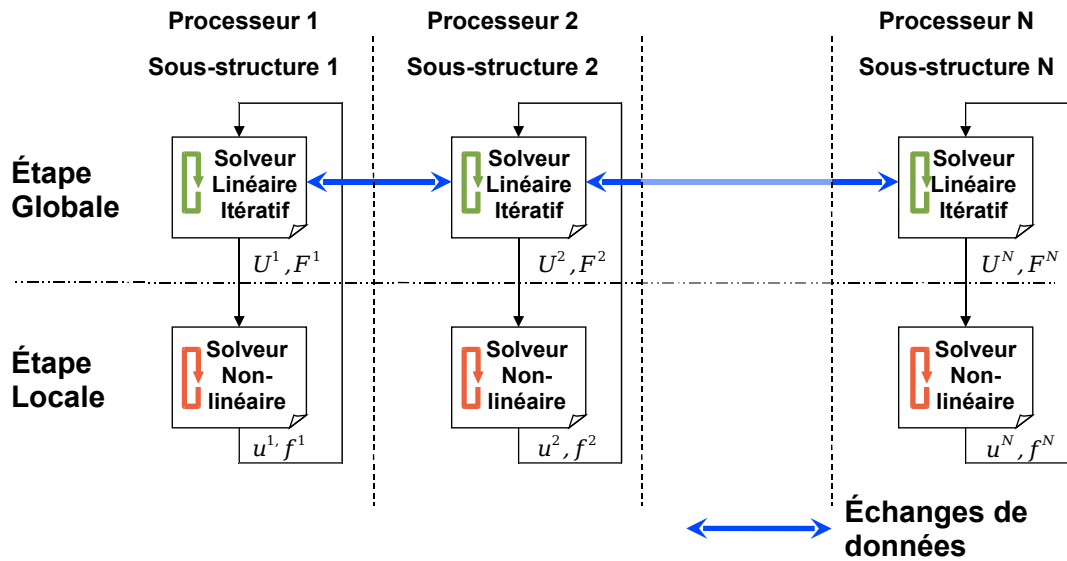 Processeur 1
Processeur 2
Processeur N
Sous-structure 1
Sous-structure 2
Sous-structure N
Étape
Globale
Solveur
Linéaire
Itératif
Solveur
Linéaire
Itératif
Solveur
Linéaire
Itératif
U¹,F¹
U²,F²
Uᴺ,Fᴺ
Étape
Locale
Solveur
Non-
linéaire
Solveur
Non-
linéaire
Solveur
Non-
linéaire
u¹,f¹
u²,f²
uᴺ,fᴺ
Échanges de
données